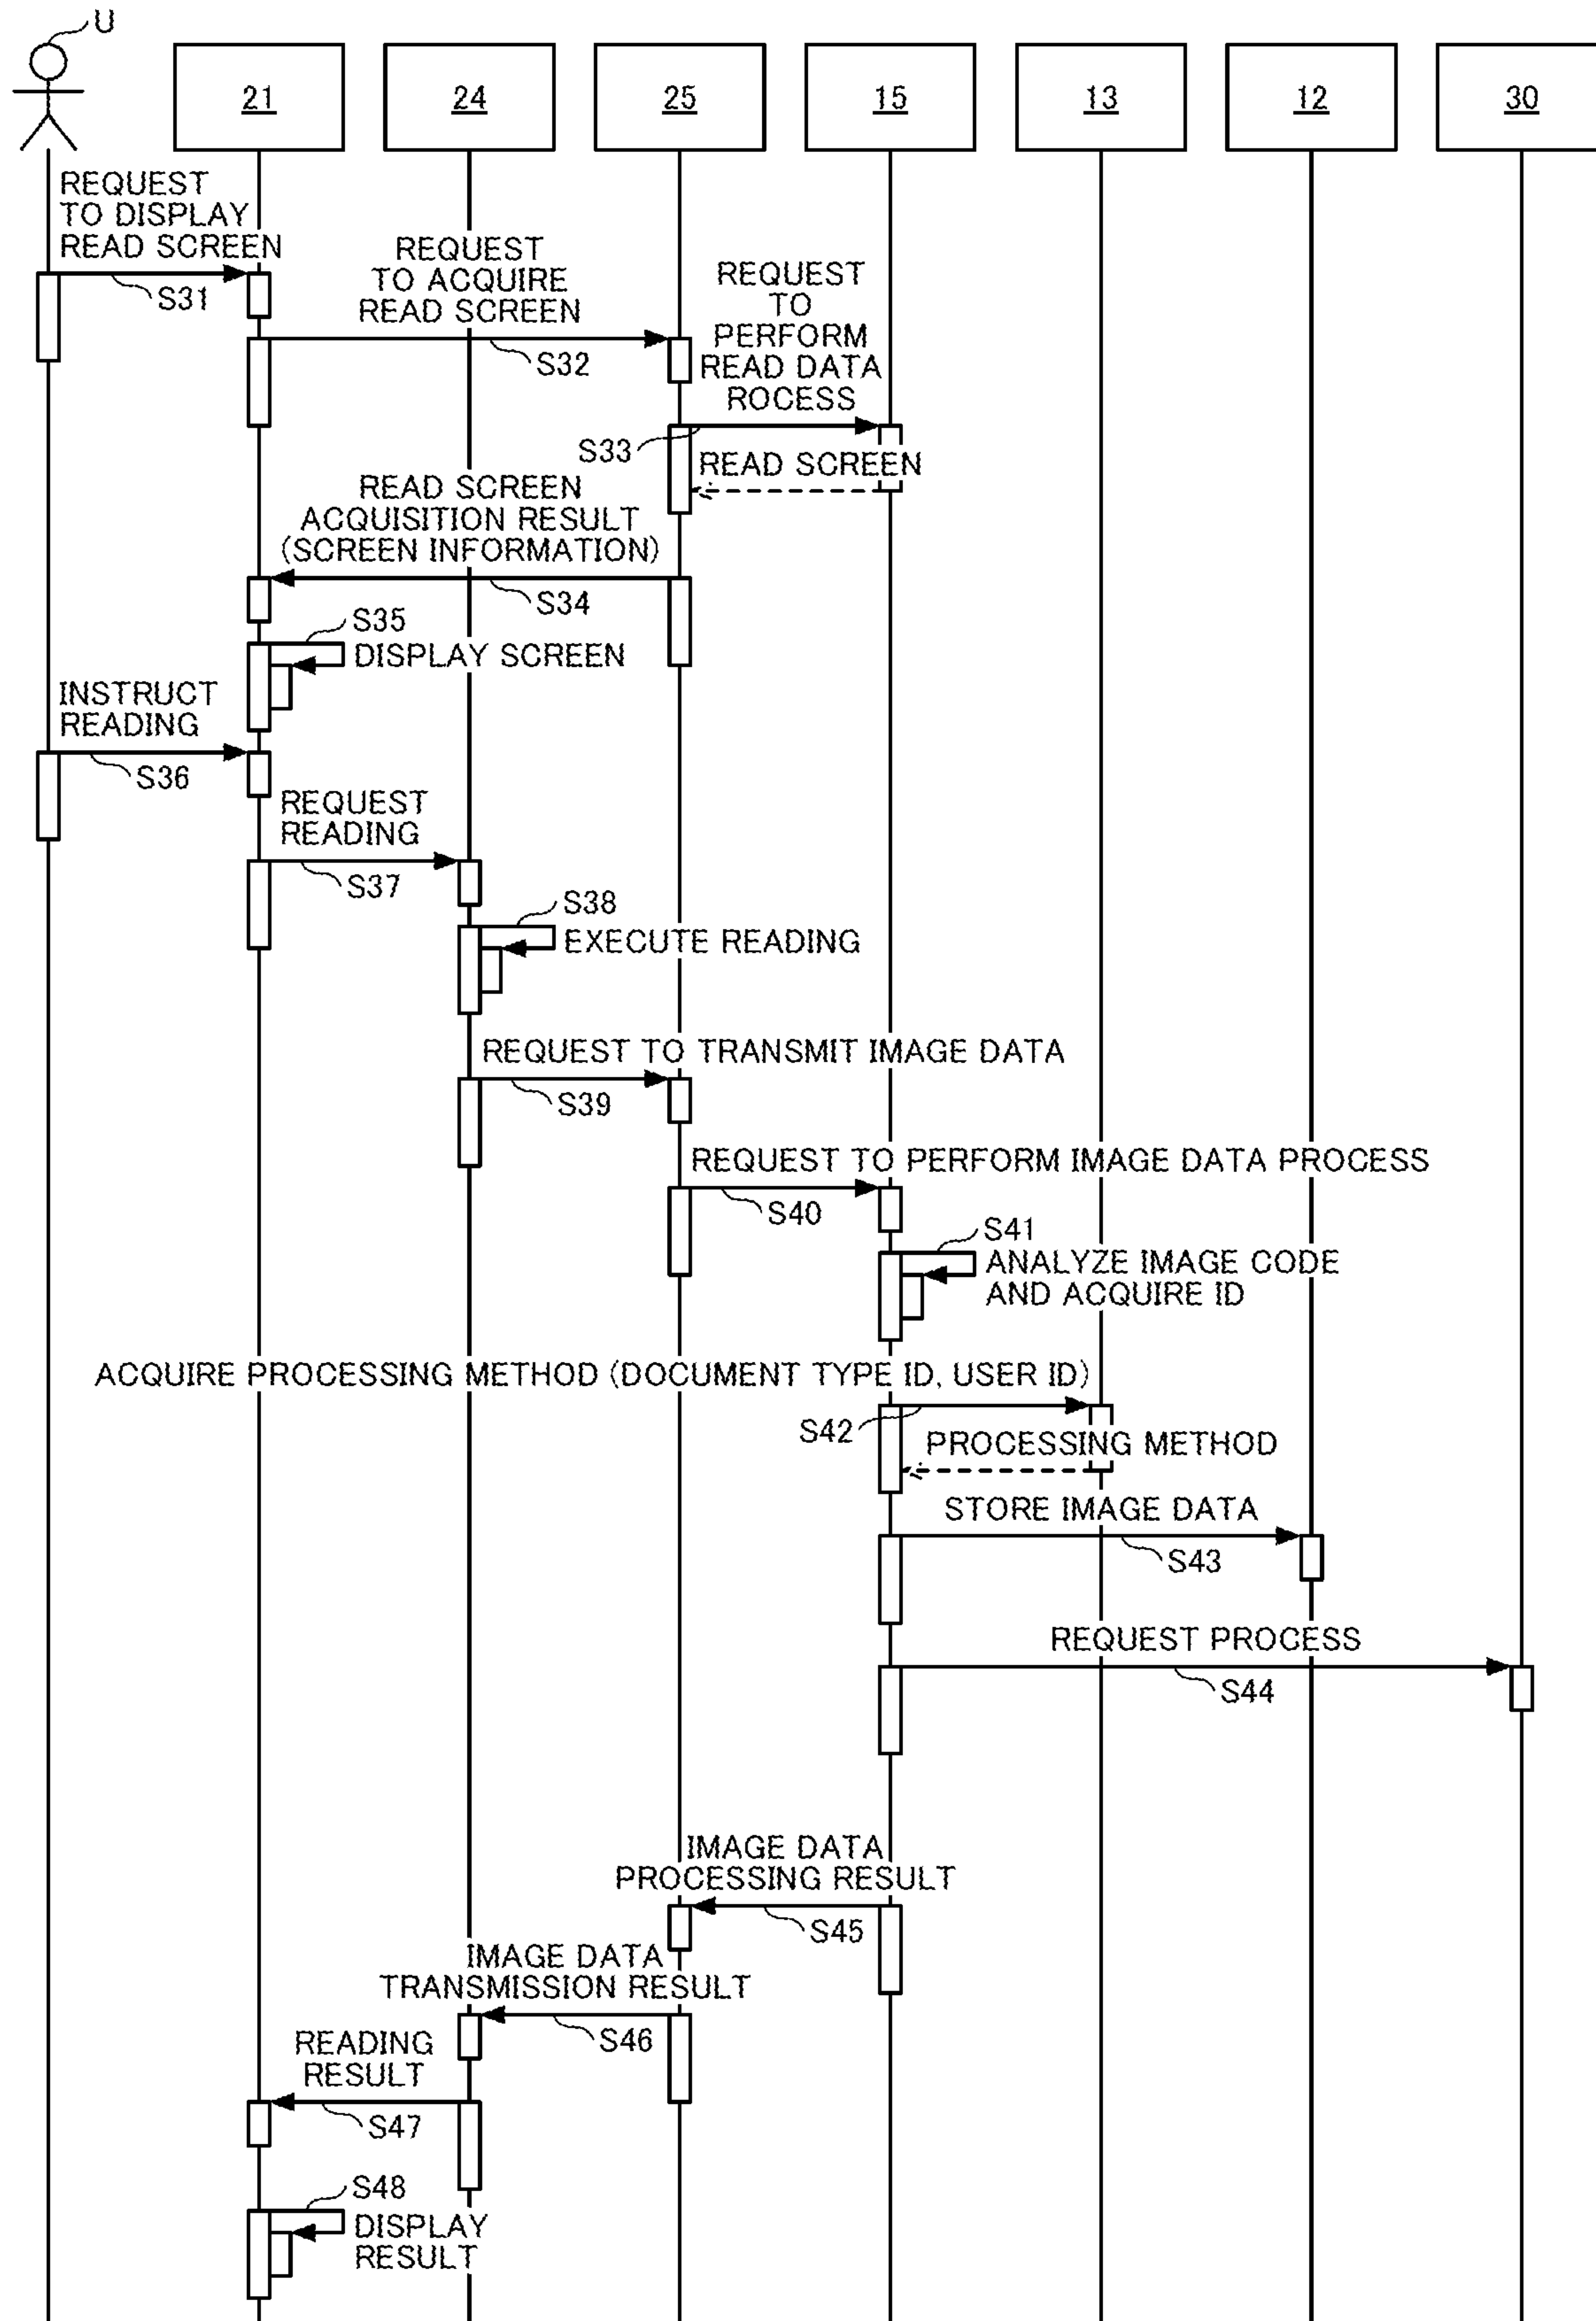 U
21
24
25
15
13
12
30
REQUEST
TO DISPLAY
READ SCREEN
S31
REQUEST
TO ACQUIRE
READ SCREEN
S32
REQUEST
TO
PERFORM
READ DATA
ROCESS
S33
READ SCREEN
READ SCREEN
ACQUISITION RESULT
(SCREEN INFORMATION)
S34
S35
DISPLAY SCREEN
INSTRUCT
READING
S36
REQUEST
READING
S37
S38
EXECUTE READING
REQUEST TO TRANSMIT IMAGE DATA
S39
REQUEST TO PERFORM IMAGE DATA PROCESS
S40
S41
ANALYZE IMAGE CODE
AND ACQUIRE ID
ACQUIRE PROCESSING METHOD (DOCUMENT TYPE ID, USER ID)
S42
PROCESSING METHOD
STORE IMAGE DATA
S43
REQUEST PROCESS
S44
IMAGE DATA
PROCESSING RESULT
S45
IMAGE DATA
TRANSMISSION RESULT
S46
READING
RESULT
S47
S48
DISPLAY
RESULT